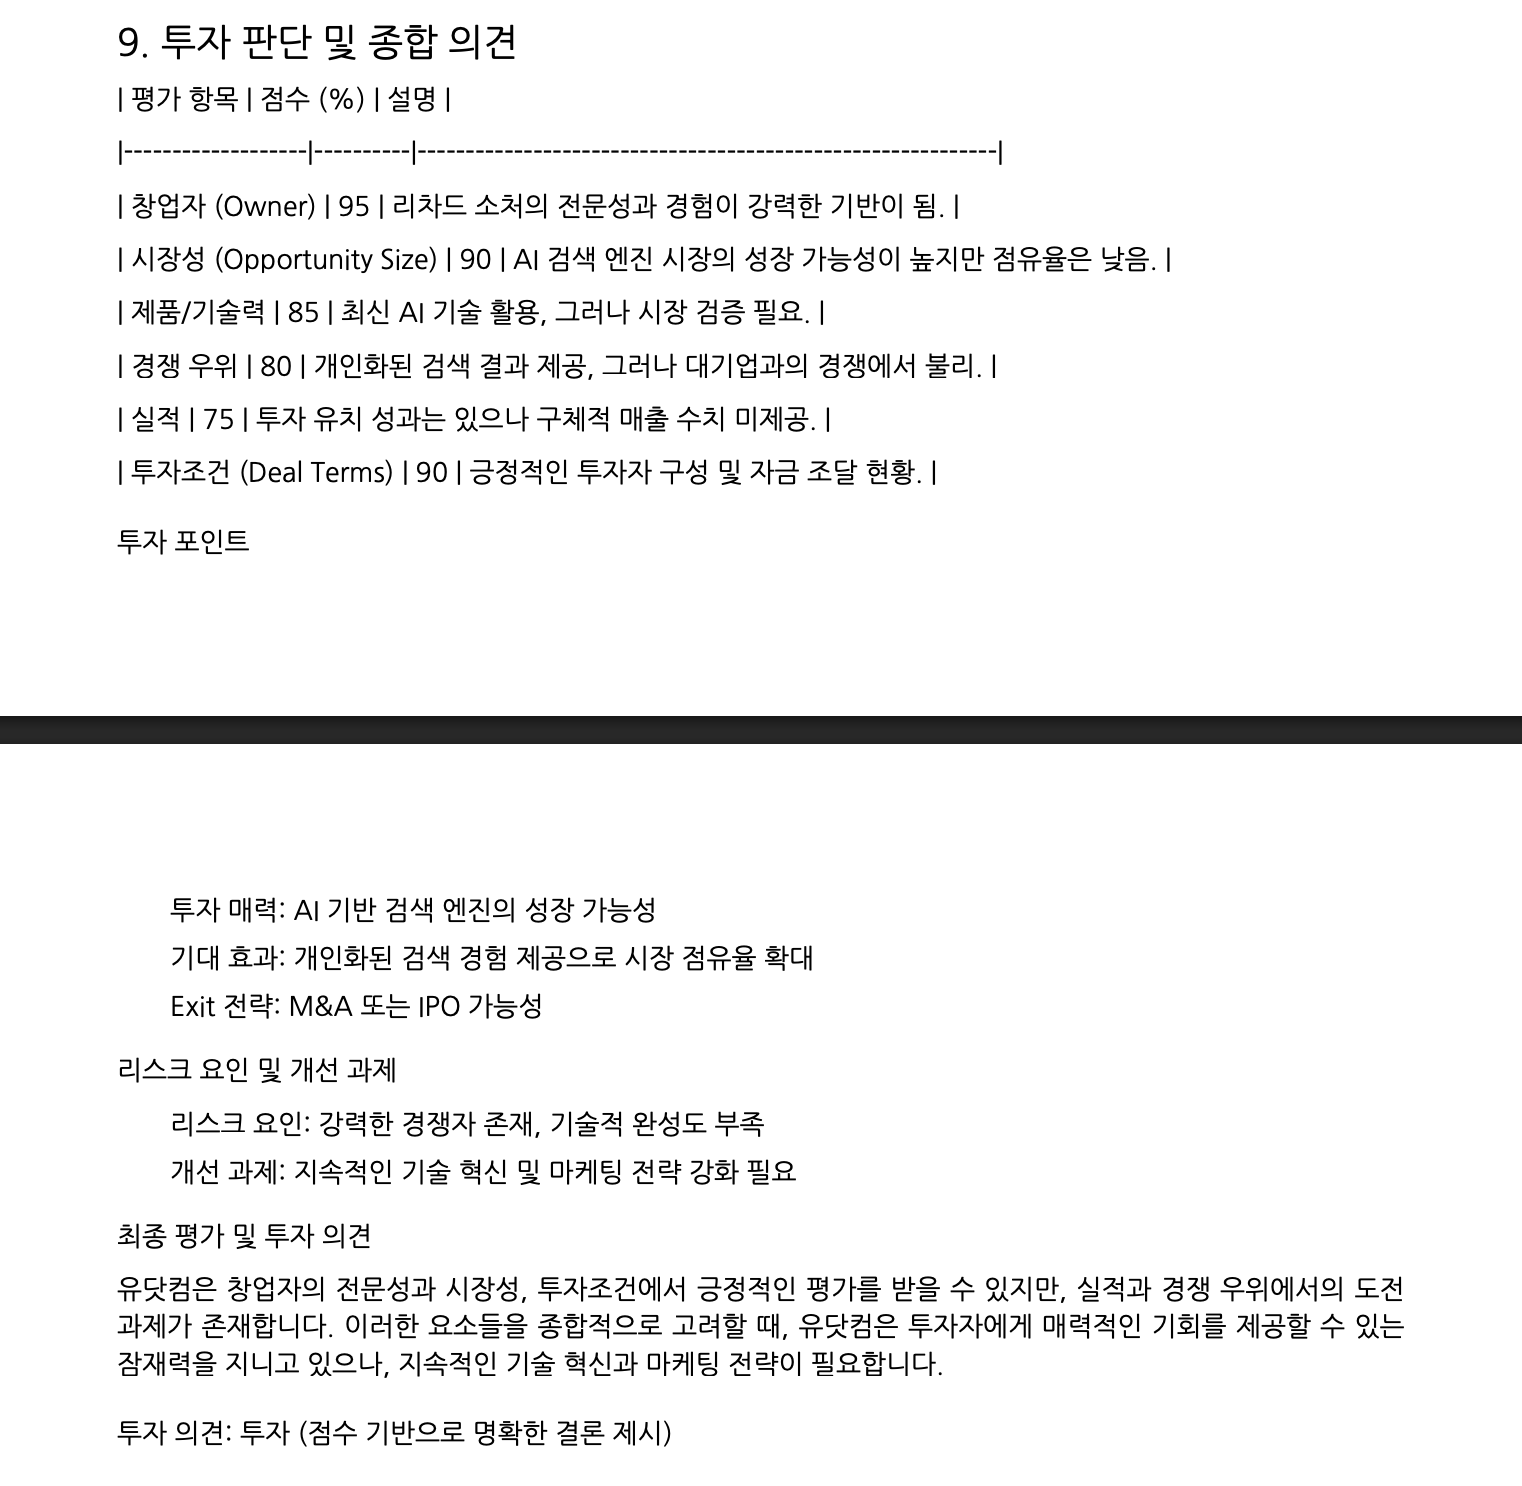 9. 투자 판단 및 종합 의견
| 평가 항목 | 점수 (%) | 설명 |
|-------------------|----------|------------------------------------------------------------|
| 창업자 (Owner) | 95 | 리차드 소처의 전문성과 경험이 강력한 기반이 됨. |
| 시장성 (Opportunity Size) | 90 | AI 검색 엔진 시장의 성장 가능성이 높지만 점유율은 낮음. |
| 제품/기술력 | 85 | 최신 AI 기술 활용, 그러나 시장 검증 필요. |
| 경쟁 우위 | 80 | 개인화된 검색 결과 제공, 그러나 대기업과의 경쟁에서 불리. |
| 실적 | 75 | 투자 유치 성과는 있으나 구체적 매출 수치 미제공. |
| 투자조건 (Deal Terms) | 90 | 긍정적인 투자자 구성 및 자금 조달 현황. |
투자 포인트
투자 매력: AI 기반 검색 엔진의 성장 가능성
기대 효과: 개인화된 검색 경험 제공으로 시장 점유율 확대
Exit 전략: M&A 또는 IPO 가능성
리스크 요인 및 개선 과제
리스크 요인: 강력한 경쟁자 존재, 기술적 완성도 부족
개선 과제: 지속적인 기술 혁신 및 마케팅 전략 강화 필요
최종 평가 및 투자 의견
유닷컴은 창업자의 전문성과 시장성, 투자조건에서 긍정적인 평가를 받을 수 있지만, 실적과 경쟁 우위에서의 도전
과제가 존재합니다. 이러한 요소들을 종합적으로 고려할 때, 유닷컴은 투자자에게 매력적인 기회를 제공할 수 있는
잠재력을 지니고 있으나, 지속적인 기술 혁신과 마케팅 전략이 필요합니다.
투자 의견: 투자 (점수 기반으로 명확한 결론 제시)